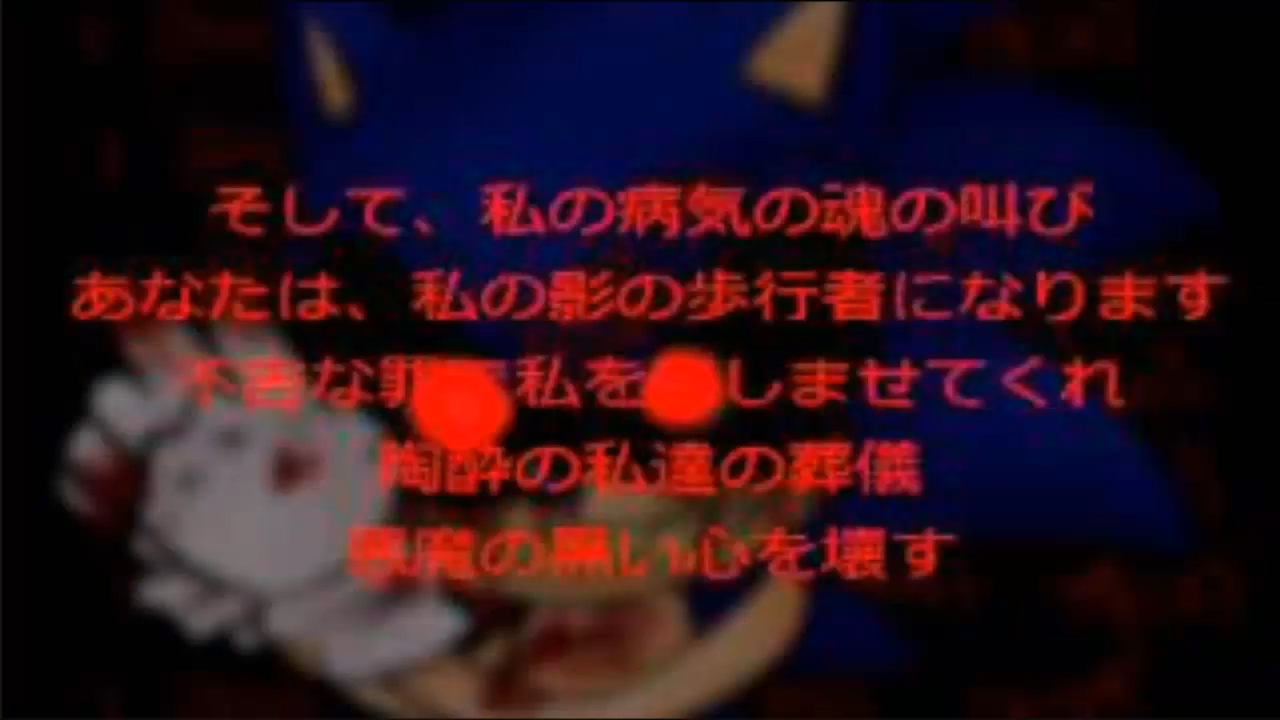 そして、私の病気の魂の叫び
あなたは、私の影の歩行者になります
不吉な罪 私を しませてくれ
陶酔の私達の葬儀
悪魔の黒い心を壊す